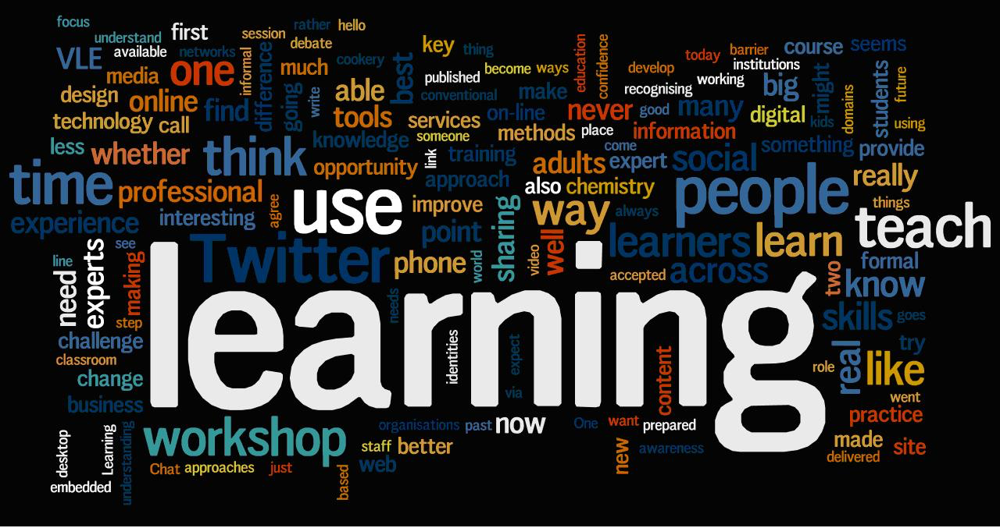 focus
understand
first
session
rather
hello
debate
VLE
available
networks
informal
difference
much
cookery
best
key
thing
education
confidence
today
barrier
course
seems
media
one
become
ways
develop
institutions
published
recognising
working
big
might
students
future
design
online
find
going
write
able
conventional
make
never
good
many
digital
kids
domains
using
technology
call
tools
services
on-line
someone
methods
place
information
less
whether
think
knowledge
link
training
come
something
provide
opportunity
adults
expert
social
time
professional
approach
also
chemistry
people
really
agree
use
improve
sharing
way
always
things
experience
interesting
point
teach
see
Twitter
phone
world
video
well
learners
learn
formal
line
need
experts
making
accepted
across
two
know
learning
needs
step
skills
goes
challenge
identities
expect
content
try
classroom
role
real
like
change
via
went
business
practice
workshop
organisations
past
now
One
want
prepared
made
site
desktop
Learning
understanding
staff
better
new
awareness
delivered
Chat
approaches
just
based
web
embedded